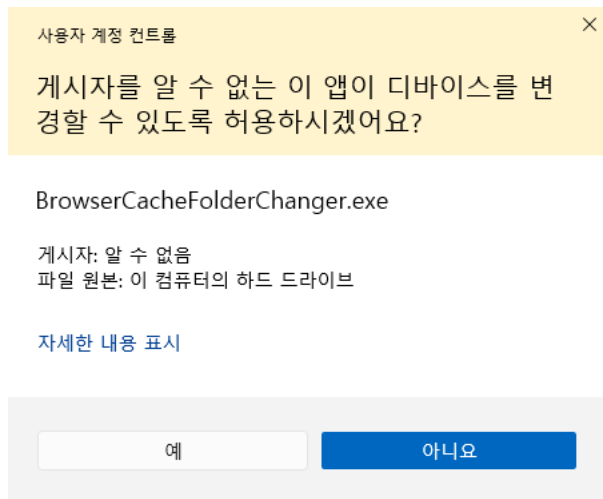 사용자 계정 컨트롤
게시자를 알 수 없는 이 앱이 디바이스를 변
경할 수 있도록 허용하시겠어요?
BrowserCacheFolderChanger.exe
게시자: 알 수 없음
파일 원본: 이 컴퓨터의 하드 드라이브
자세한 내용 표시
예
아니요